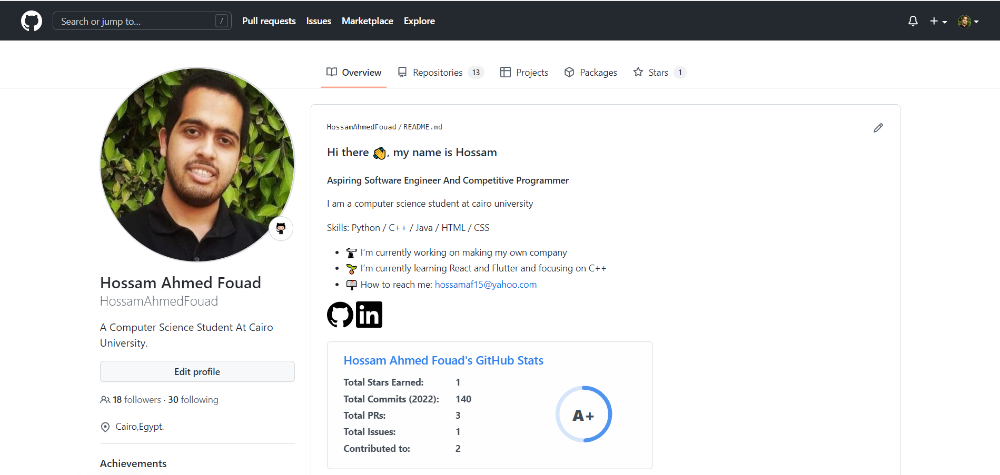 Search or jump to... /
Pull requests Issues Marketplace Explore
Overview Repositories 13 Projects Packages Stars 1
Hossam Ahmed Fouad
HossamAhmedFouad
A Computer Science Student At Cairo
University.
Edit profile
18 followers · 30 following
Cairo,Egypt.
Achievements
HossamAhmedFouad / README.md
Hi there 👋, my name is Hossam
Aspiring Software Engineer And Competitive Programmer
I am a computer science student at cairo university
Skills: Python / C++ / Java / HTML / CSS
I’m currently working on making my own company
I’m currently learning React and Flutter and focusing on C++
How to reach me: hossamaf15@yahoo.com
in
Hossam Ahmed Fouad's GitHub Stats
Total Stars Earned: 1
Total Commits (2022): 140
Total PRs: 3
Total Issues: 1
Contributed to: 2
A+